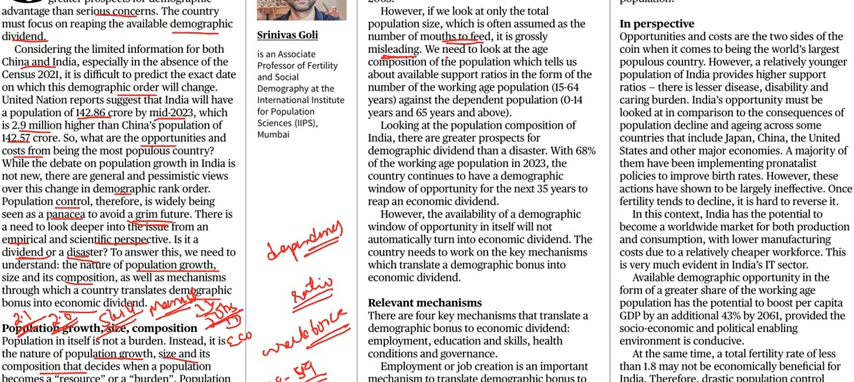 greater prospects for demographic
advantage than serious concerns. The country
must focus on reaping the available demographic
dividend.
Considering the limited information for both
China and India, especially in the absence of the
Census 2021, it is difficult to predict the exact date
on which this demographic order will change.
United Nation reports suggest that India will have
a population of 142.86 crore by mid-2023, which
is 2.9 million higher than China's population of
142.57 crore. So, what are the opportunities and
costs from being the most populous country?
While the debate on population growth in India is
not new, there are general and pessimistic views
over this change in demographic rank order.
Population control, therefore, is widely being
seen as a panacea to avoid a grim future. There is
a need to look deeper into the issue from an
empirical and scientific perspective. Is it a
dividend or a disaster? To answer this, we need to
understand: the nature of population growth,
size and its composition, as well as mechanisms
through which a country translates demographic
bonus into economic dividend.
2.1 2.0
Population growth, size, composition
Population in itself is not a burden. Instead, it is
the nature of population growth, size and its
composition that decides when a population
becomes a "resource" or a "burden". Population
Srinivas Goli
is an Associate
Professor of Fertility
and Social
Demography at the
International Institute
for Population
Sciences (IIPS),
Mumbai
dependency
ratio
workforce
Eco
However, if we look at only the total
population size, which is often assumed as the
number of mouths to feed, it is grossly
misleading. We need to look at the age
composition of the population which tells us
about available support ratios in the form of the
number of the working age population (15-64
years) against the dependent population (0-14
years and 65 years and above).
Looking at the population composition of
India, there are greater prospects for
demographic dividend than a disaster. With 68%
of the working age population in 2023, the
country continues to have a demographic
window of opportunity for the next 35 years to
reap an economic dividend.
However, the availability of a demographic
window of opportunity in itself will not
automatically turn into economic dividend. The
country needs to work on the key mechanisms
which translate a demographic bonus into
economic dividend.
Relevant mechanisms
There are four key mechanisms that translate a
demographic bonus to economic dividend:
employment, education and skills, health
conditions and governance.
Employment or job creation is an important
mechanism to translate demographic bonus to
population.
In perspective
Opportunities and costs are the two sides of the
coin when it comes to being the world's largest
populous country. However, a relatively younger
population of India provides higher support
ratios – there is lesser disease, disability and
caring burden. India's opportunity must be
looked at in comparison to the consequences of
population decline and ageing across some
countries that include Japan, China, the United
States and other major economies. A majority of
them have been implementing pronatalist
policies to improve birth rates. However, these
actions have shown to be largely ineffective. Once
fertility tends to decline, it is hard to reverse it.
In this context, India has the potential to
become a worldwide market for both production
and consumption, with lower manufacturing
costs due to a relatively cheaper workforce. This
is very much evident in India's IT sector.
Available demographic opportunity in the
form of a greater share of the working age
population has the potential to boost per capita
GDP by an additional 43% by 2061, provided the
socio-economic and political enabling
environment is conducive.
At the same time, a total fertility rate of less
than 1.8 may not be economically beneficial for
India. Therefore, drastic population control